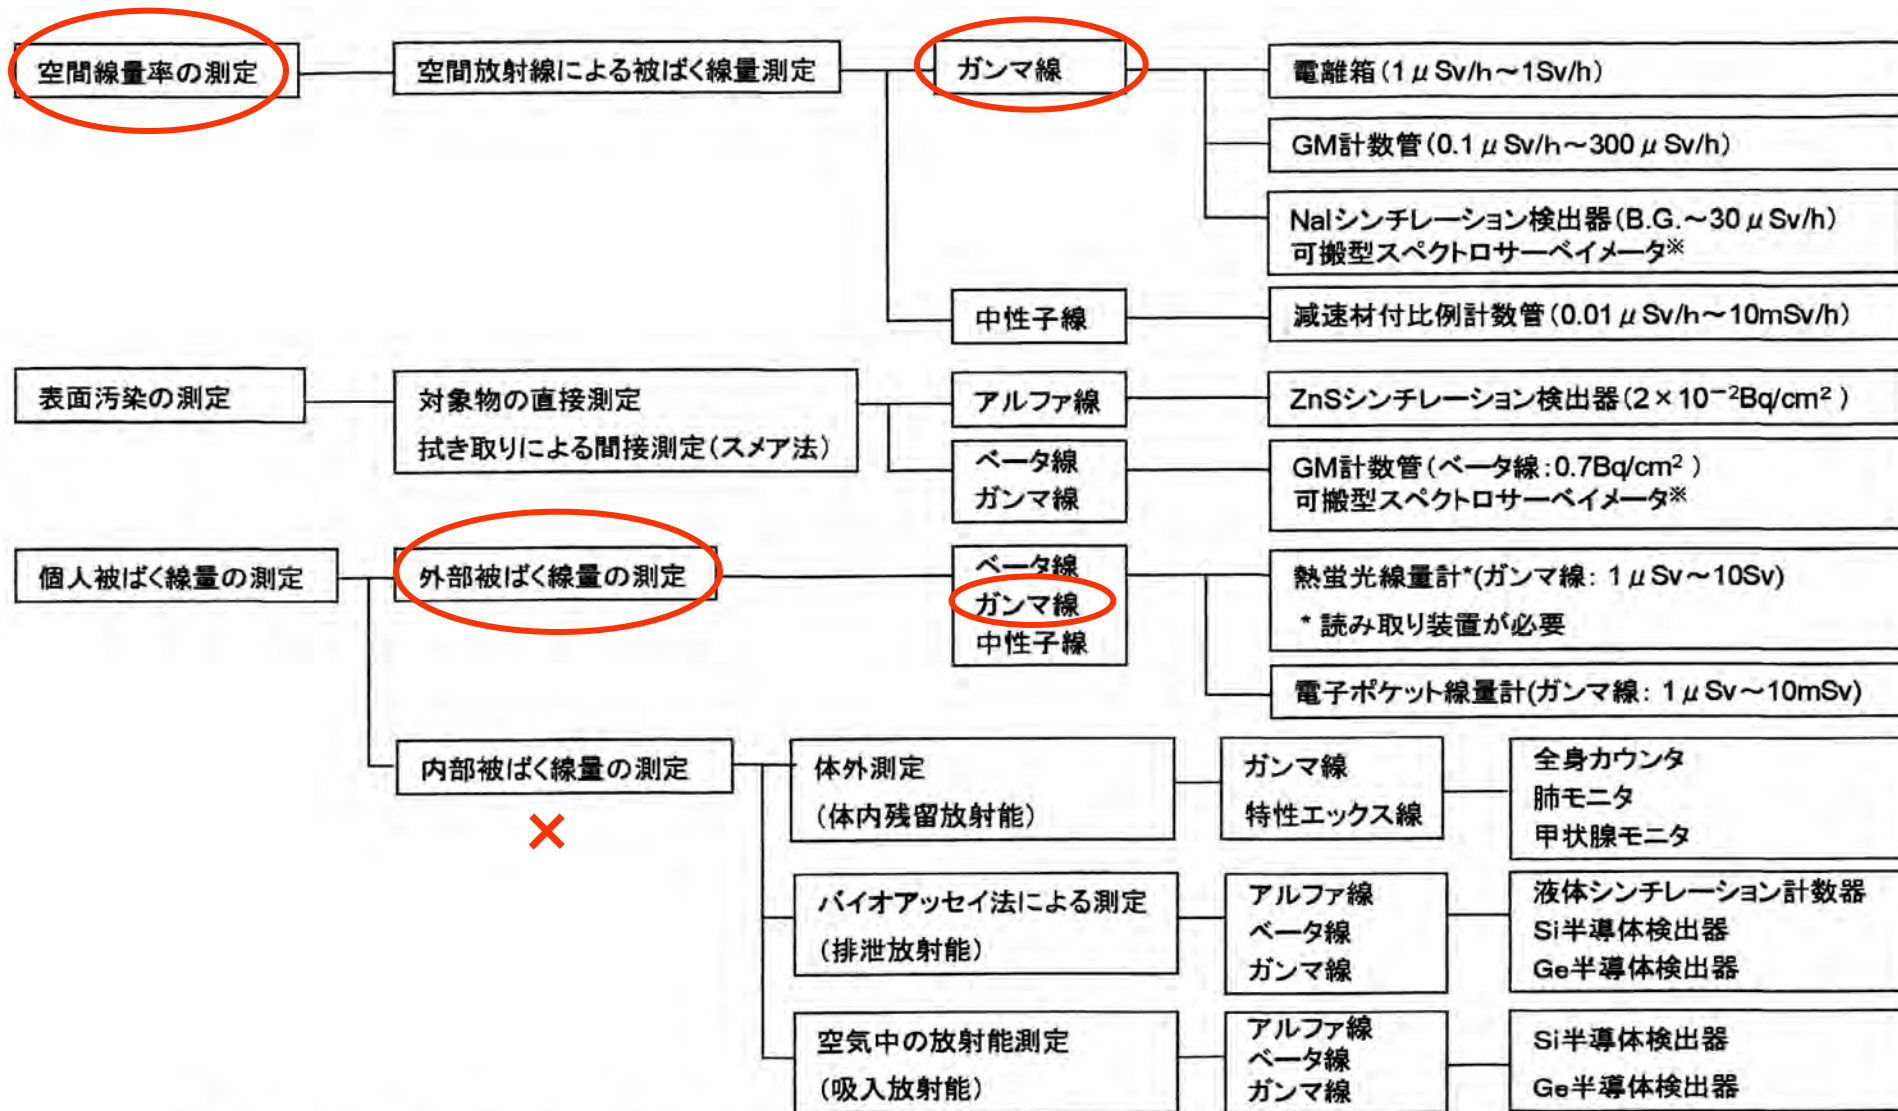 空間線量率の測定
空間放射線による被ばく線量測定
ガンマ線
電離箱(1μSv/h～1Sv/h)
GM計数管(0.1μSv/h～300μSv/h)
NaIシンチレーション検出器(B.G.～30μSv/h)
可搬型スペクトロサーベイメータ※
中性子線
減速材付比例計数管(0.01μSv/h～10mSv/h)
表面汚染の測定
対象物の直接測定
拭き取りによる間接測定(スメア法)
アルファ線
ZnSシンチレーション検出器(2×10⁻²Bq/cm²)
ベータ線
ガンマ線
GM計数管(ベータ線:0.7Bq/cm²)
可搬型スペクトロサーベイメータ※
個人被ばく線量の測定
外部被ばく線量の測定
ベータ線
ガンマ線
中性子線
熱蛍光線量計*(ガンマ線: 1μSv～10Sv)
* 読み取り装置が必要
電子ポケット線量計(ガンマ線: 1μSv～10mSv)
内部被ばく線量の測定
×
体外測定
(体内残留放射能)
ガンマ線
特性エックス線
全身カウンタ
肺モニタ
甲状腺モニタ
バイオアッセイ法による測定
(排泄放射能)
アルファ線
ベータ線
ガンマ線
液体シンチレーション計数器
Si半導体検出器
Ge半導体検出器
空気中の放射能測定
(吸入放射能)
アルファ線
ベータ線
ガンマ線
Si半導体検出器
Ge半導体検出器